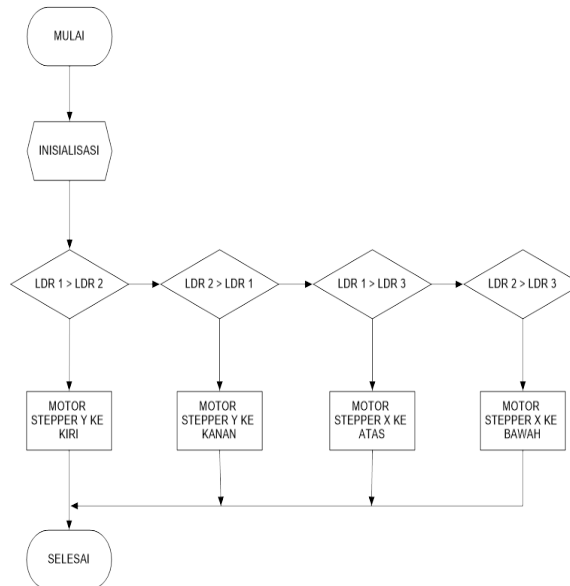 MULAI
INISIALISASI
LDR 1 > LDR 2
LDR 2 > LDR 1
LDR 1 > LDR 3
LDR 2 > LDR 3
MOTOR
STEPPER Y KE
KIRI
MOTOR
STEPPER Y KE
KANAN
MOTOR
STEPPER X KE
ATAS
MOTOR
STEPPER X KE
BAWAH
SELESAI